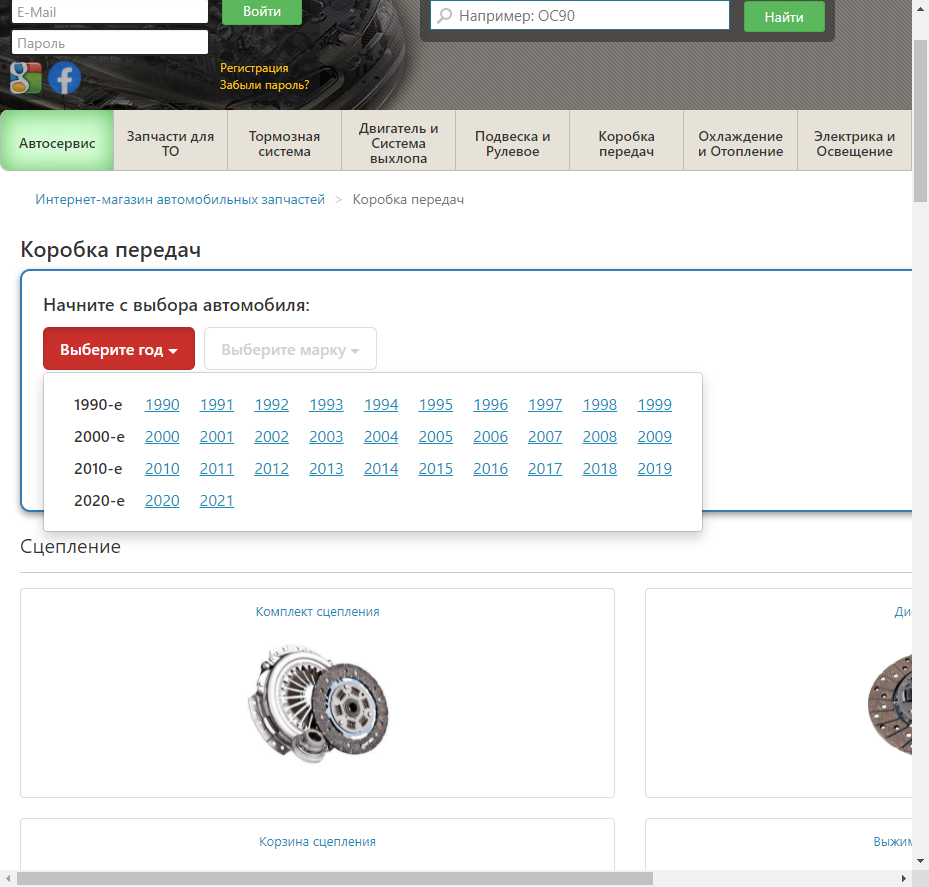 E-Mail
Войти
Например: OC90
Найти
Пароль
Регистрация
Забыли пароль?
Автосервис
Запчасти для
ТО
Тормозная
система
Двигатель и
Система
выхлопа
Подвеска и
Рулевое
Коробка
передач
Охлаждение
и Отопление
Электрика и
Освещение
Интернет-магазин автомобильных запчастей > Коробка передач
Коробка передач
Начните с выбора автомобиля:
Выберите год
Выберите марку
1990-е 1990 1991 1992 1993 1994 1995 1996 1997 1998 1999
2000-е 2000 2001 2002 2003 2004 2005 2006 2007 2008 2009
2010-е 2010 2011 2012 2013 2014 2015 2016 2017 2018 2019
2020-е 2020 2021
Сцепление
Комплект сцепления
Корзина сцепления